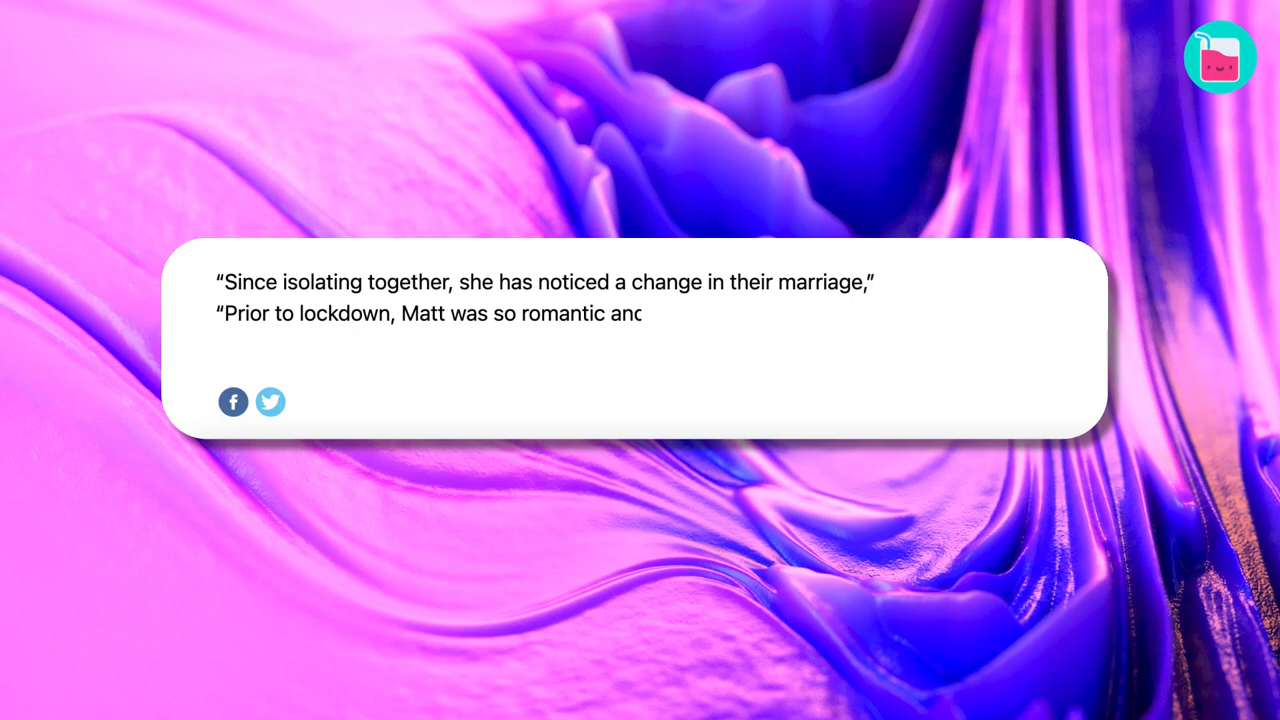 “Since isolating together, she has noticed a change in their marriage,”
“Prior to lockdown, Matt was so romantic